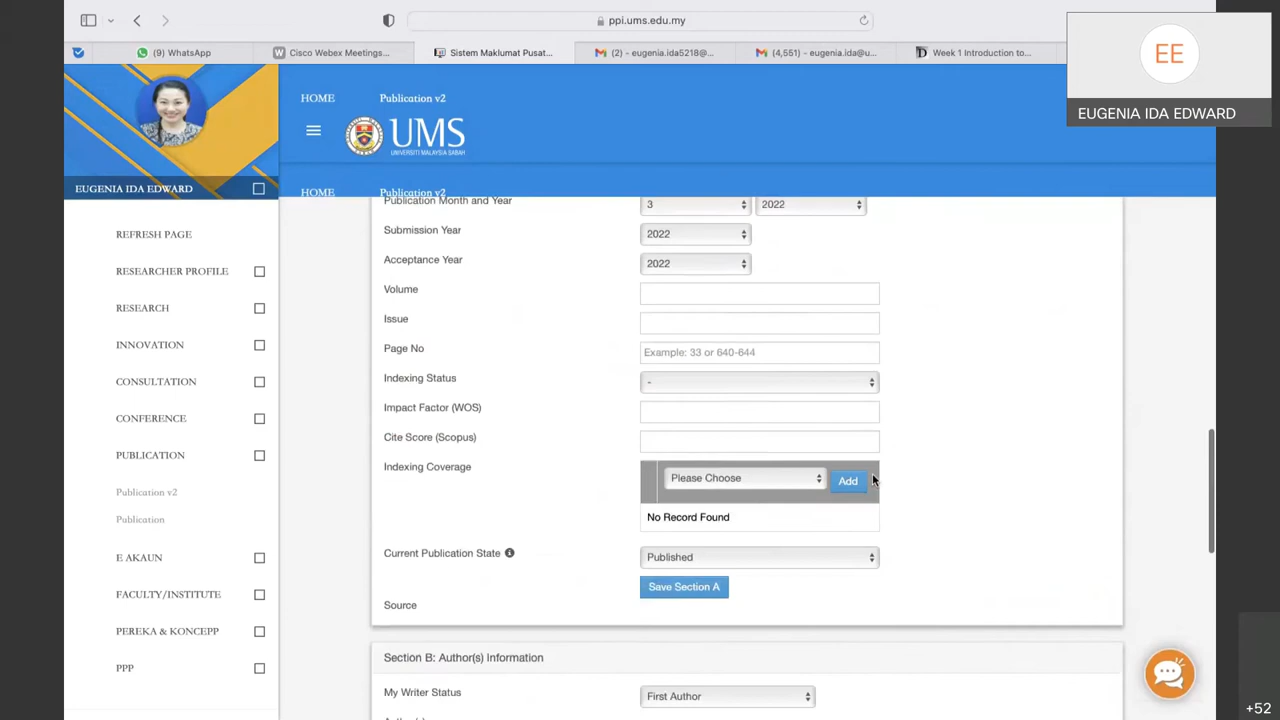 ppi.ums.edu.my
(9) WhatsApp
Cisco Webex Meetings...
Sistem Maklumat Pusat...
(2) - eugenia.ida5218@...
(4,551) - eugenia.ida@u...
Week 1 Introduction to...
EE
EUGENIA IDA EDWARD
HOME
Publication v2
UMS
UNIVERSITI MALAYSIA SABAH
EUGENIA IDA EDWARD
HOME
Publication v2
REFRESH PAGE
RESEARCHER PROFILE
RESEARCH
INNOVATION
CONSULTATION
CONFERENCE
PUBLICATION
Publication v2
Publication
E AKAUN
FACULTY/INSTITUTE
PEREKA & KONCEPP
PPP
Publication Month and Year
3
2022
Submission Year
2022
Acceptance Year
2022
Volume
Issue
Page No
Example: 33 or 640-644
Indexing Status
-
Impact Factor (WOS)
Cite Score (Scopus)
Indexing Coverage
Please Choose
Add
No Record Found
Current Publication State
Published
Save Section A
Source
Section B: Author(s) Information
My Writer Status
First Author
+52